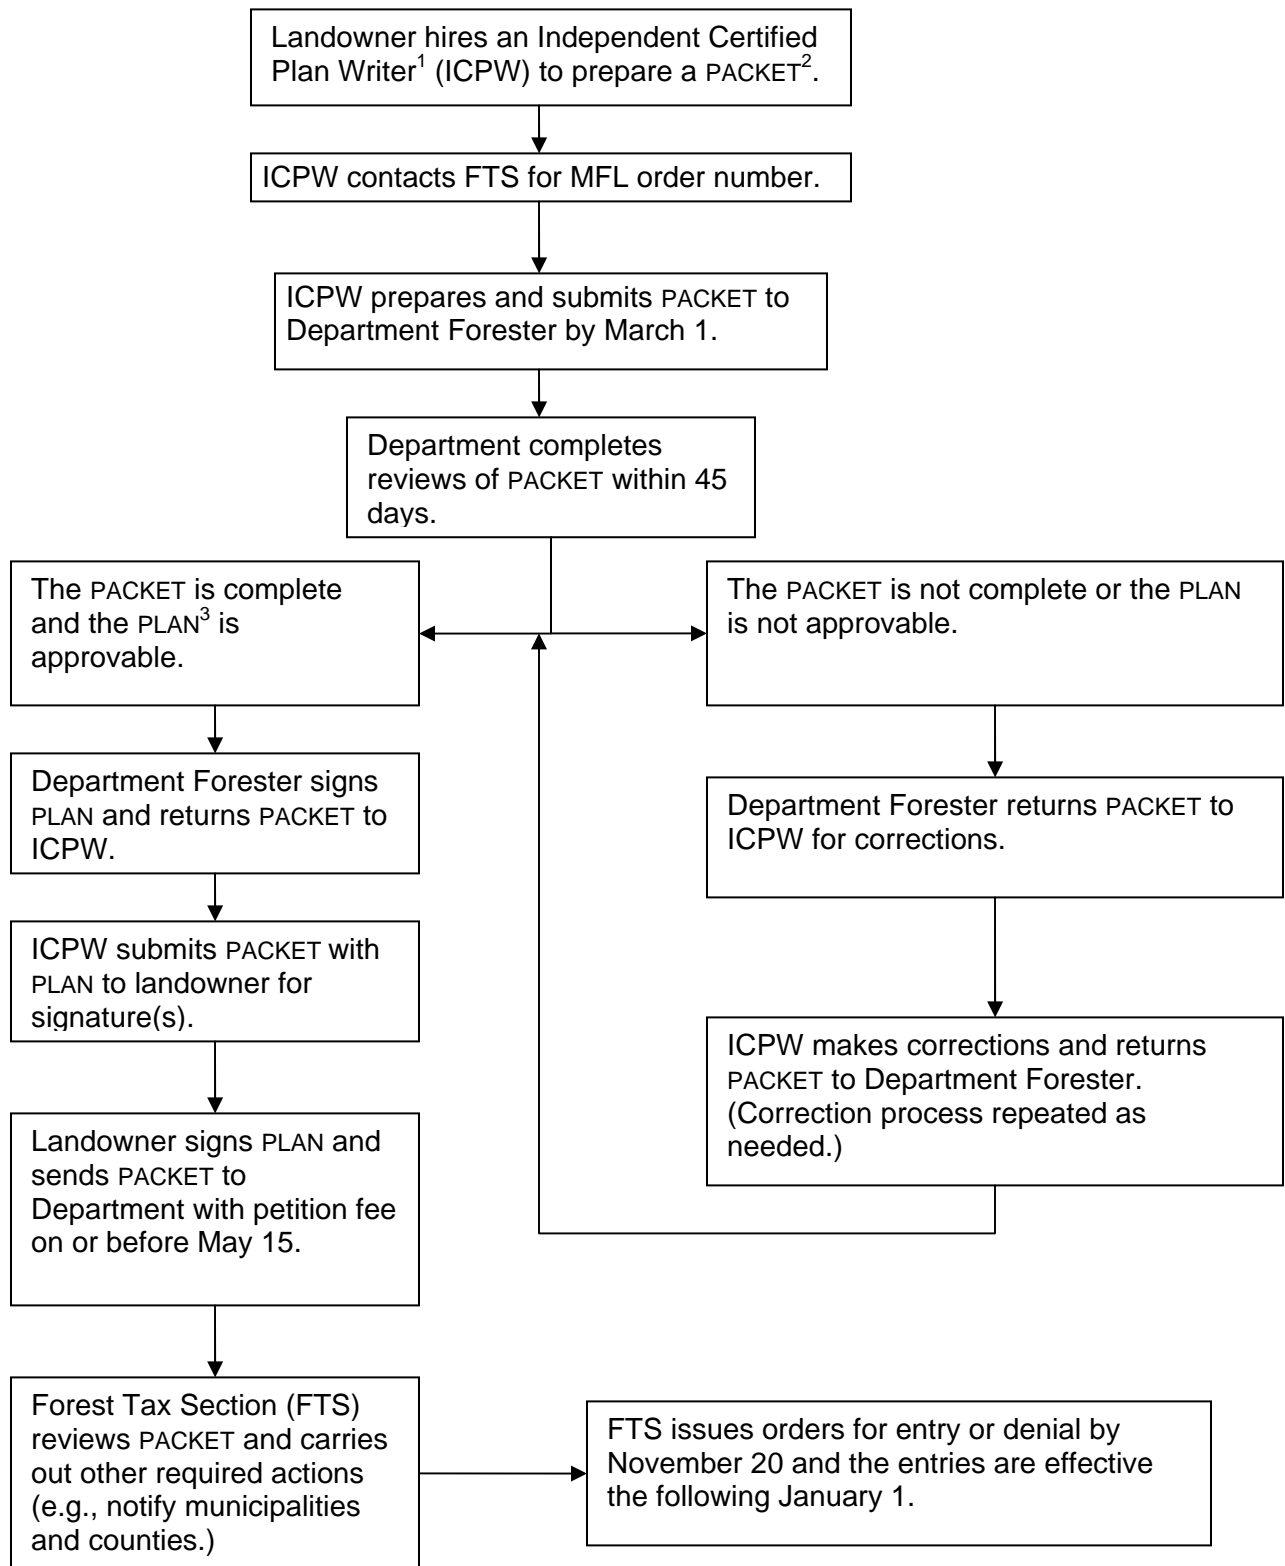 Landowner hires an Independent Certified
Plan Writer¹ (ICPW) to prepare a PACKET².
ICPW contacts FTS for MFL order number.
ICPW prepares and submits PACKET to
Department Forester by March 1.
Department completes
reviews of PACKET within 45
days.
The PACKET is complete
and the PLAN³ is
approvable.
The PACKET is not complete or the PLAN
is not approvable.
Department Forester signs
PLAN and returns PACKET to
ICPW.
Department Forester returns PACKET to
ICPW for corrections.
ICPW submits PACKET with
PLAN to landowner for
signature(s).
ICPW makes corrections and returns
PACKET to Department Forester.
(Correction process repeated as
needed.)
Landowner signs PLAN and
sends PACKET to
Department with petition fee
on or before May 15.
Forest Tax Section (FTS)
reviews PACKET and carries
out other required actions
(e.g., notify municipalities
and counties.)
FTS issues orders for entry or denial by
November 20 and the entries are effective
the following January 1.